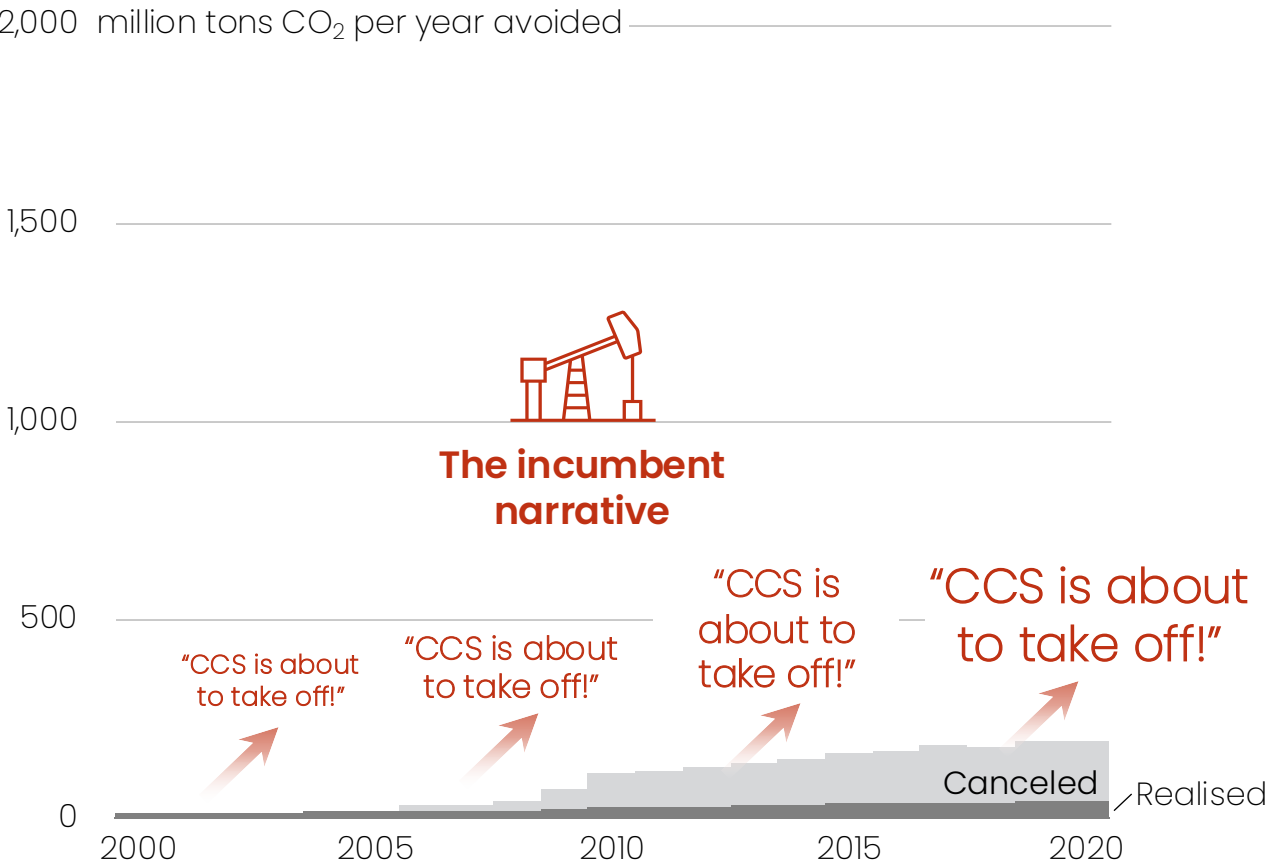 2,000 million tons CO₂ per year avoided
1,500
1,000
The incumbent
narrative
500
“CCS is about
to take off!”
“CCS is about
to take off!”
“CCS is
about to
take off!”
“CCS is about
to take off!”
Canceled
Realised
0
2000 2005 2010 2015 2020